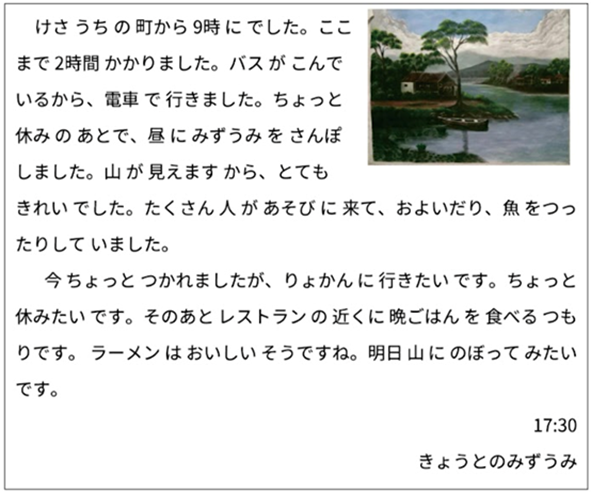 けさ うち の 町から 9時 に でした。ここ
まで 2時間 かかりました。バス が こんで
いるから、電車 で 行きました。ちょっと
休み の あとで、昼 に みずうみ を さんぽ
しました。山 が 見えます から、とても
きれい でした。たくさん 人 が あそび に 来て、およいだり、魚 をつっ
たりして いました。
今 ちょっと つかれましたが、りょかん に 行きたい です。ちょっと
休みたい です。そのあと レストラン の 近くに 晩ごはん を 食べる つも
りです。 ラーメン は おいしい そうですね。明日 山 に のぼって みたい
です。
17:30
きょうとのみずうみ